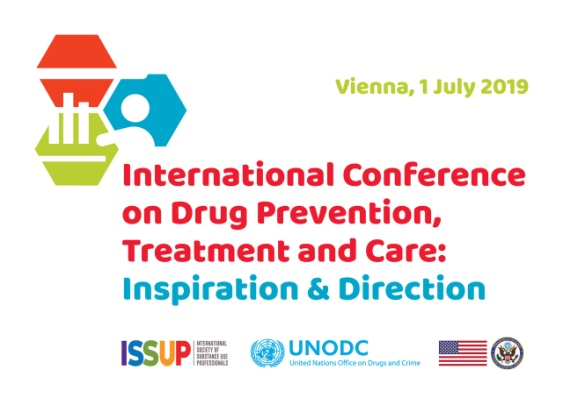 Vienna, 1 July 2019
International Conference
on Drug Prevention,
Treatment and Care:
Inspiration & Direction
ISSUP
INTERNATIONAL
SOCIETY OF
SUBSTANCE USE
PROFESSIONALS
UNODC
United Nations Office on Drugs and Crime